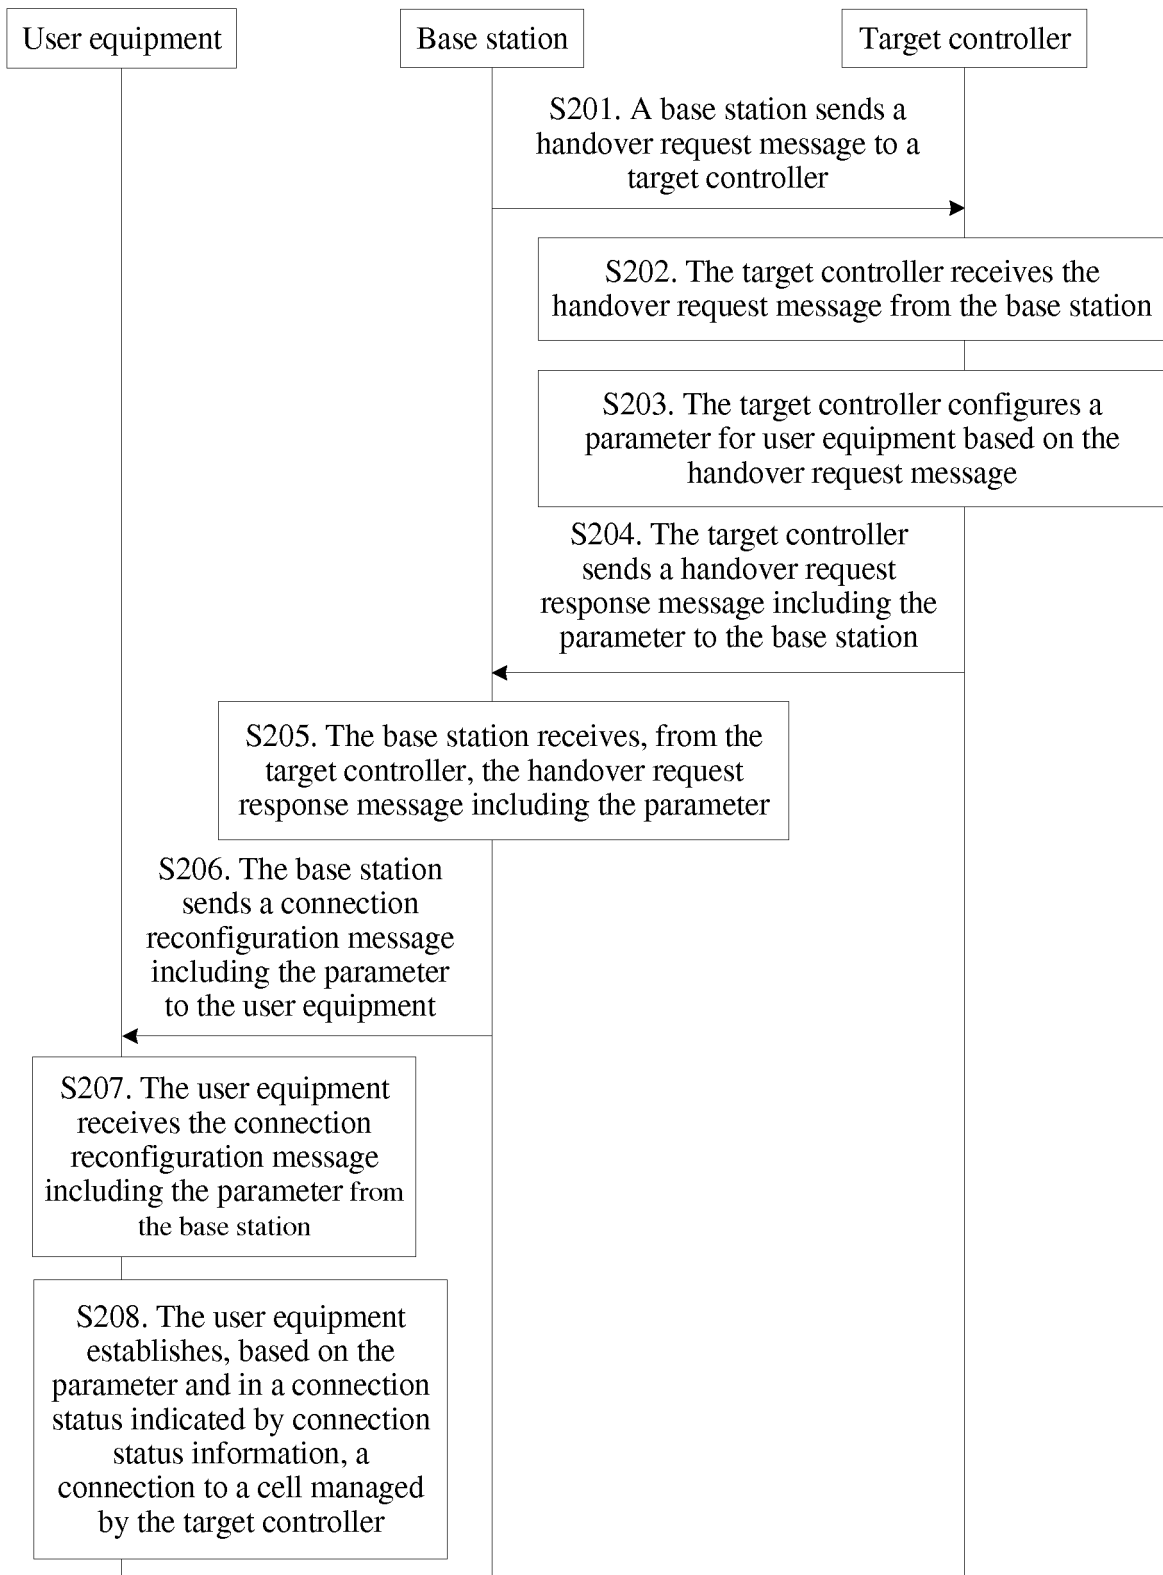 User equipment
Base station
Target controller
S201. A base station sends a
handover request message to a
target controller
S202. The target controller receives the
handover request message from the base station
S203. The target controller configures a
parameter for user equipment based on the
handover request message
S204. The target controller
sends a handover request
response message including the
parameter to the base station
S205. The base station receives, from the
target controller, the handover request
response message including the parameter
S206. The base station
sends a connection
reconfiguration message
including the parameter
to the user equipment
S207. The user equipment
receives the connection
reconfiguration message
including the parameter from
the base station
S208. The user equipment
establishes, based on the
parameter and in a connection
status indicated by connection
status information, a
connection to a cell managed
by the target controller